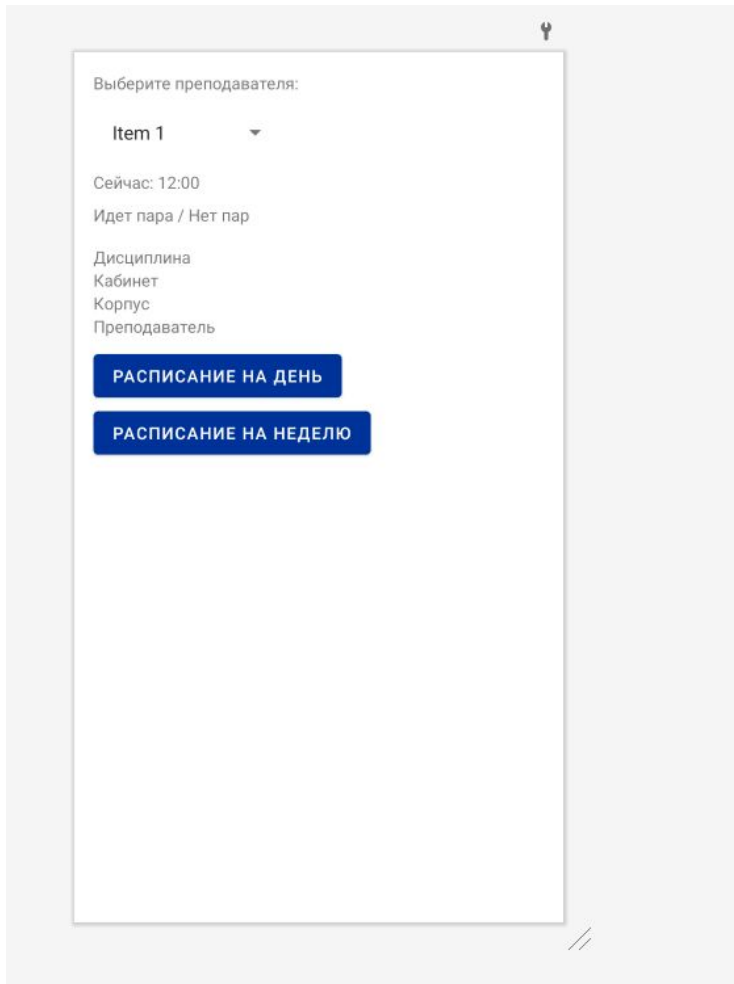 Выберите преподавателя:
Item 1
Сейчас: 12:00
Идет пара / Нет пар
Дисциплина
Кабинет
Корпус
Преподаватель
РАСПИСАНИЕ НА ДЕНЬ
РАСПИСАНИЕ НА НЕДЕЛЮ